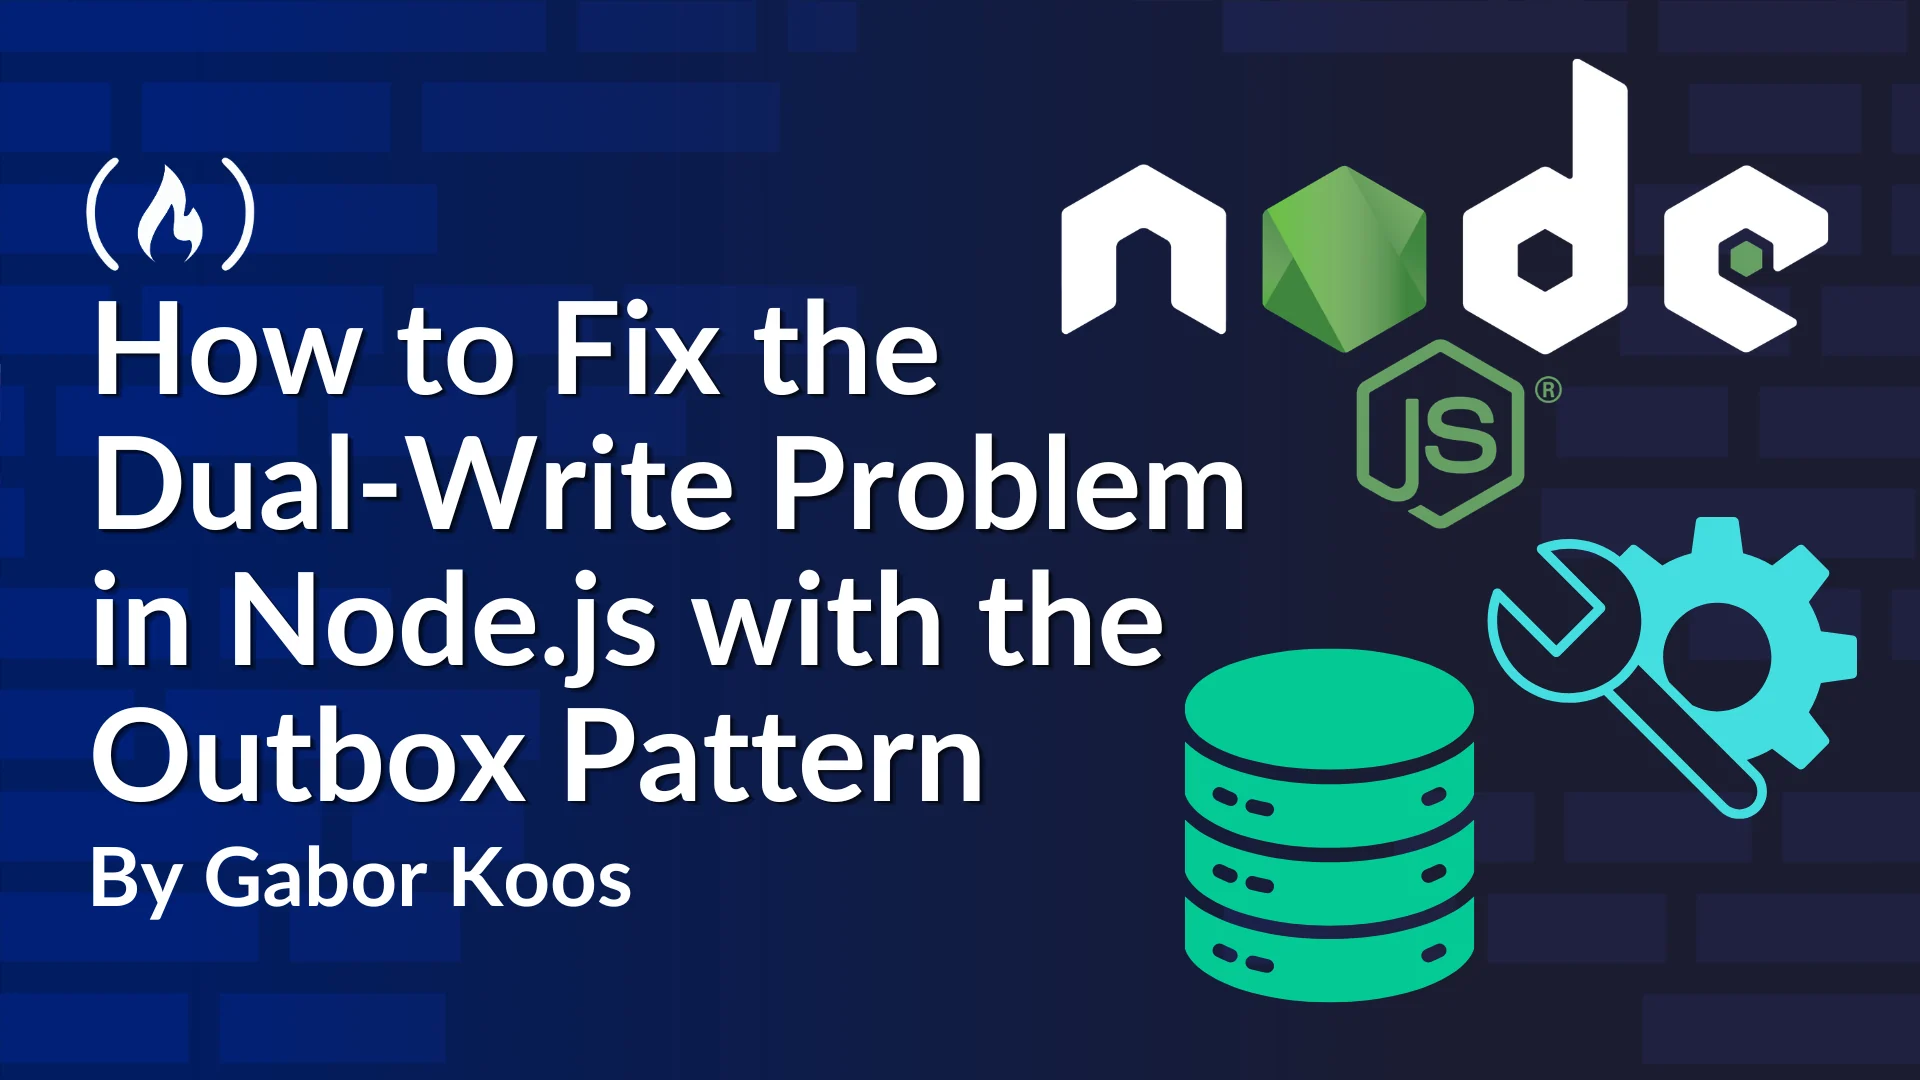 How to Fix the
Dual-Write Problem
in Node.js with the
Outbox Pattern
By Gabor Koos
node
JS®